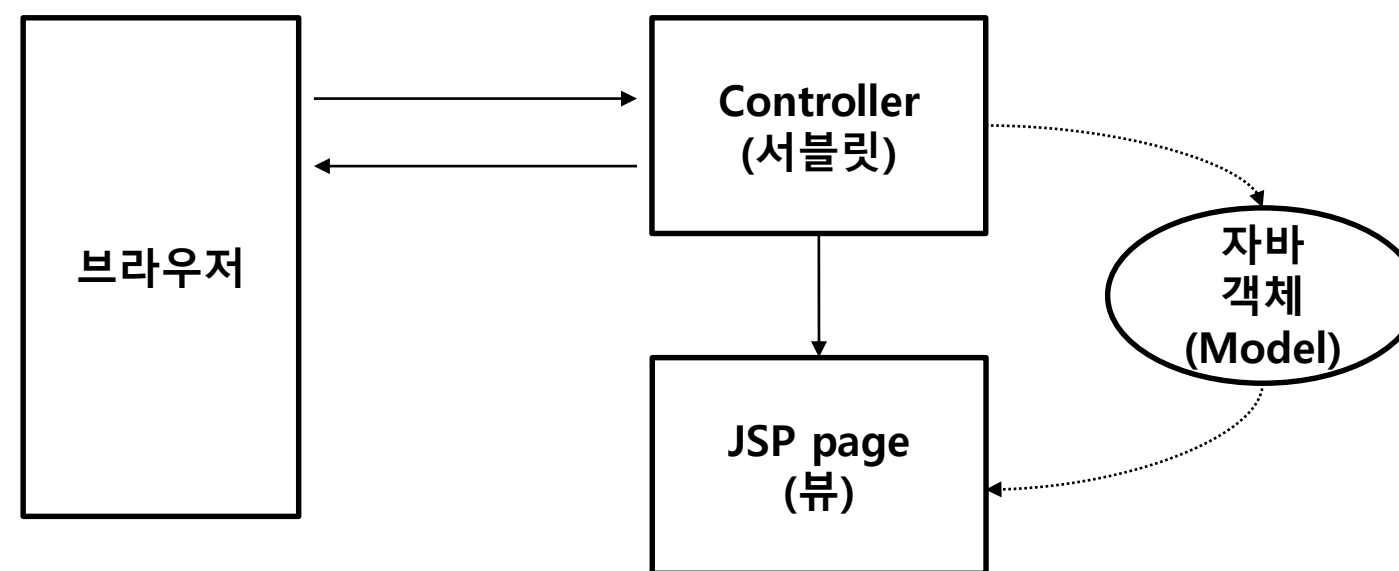 브라우저
Controller
(서블릿)
자바
객체
(Model)
JSP page
(뷰)